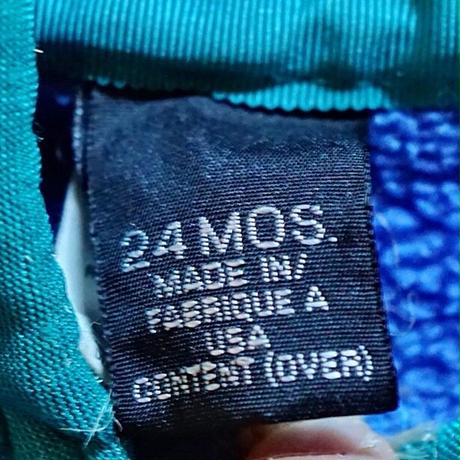 24 MOS.
MADE IN/
FABRIQUE A
USA
CONTENT (OVER)